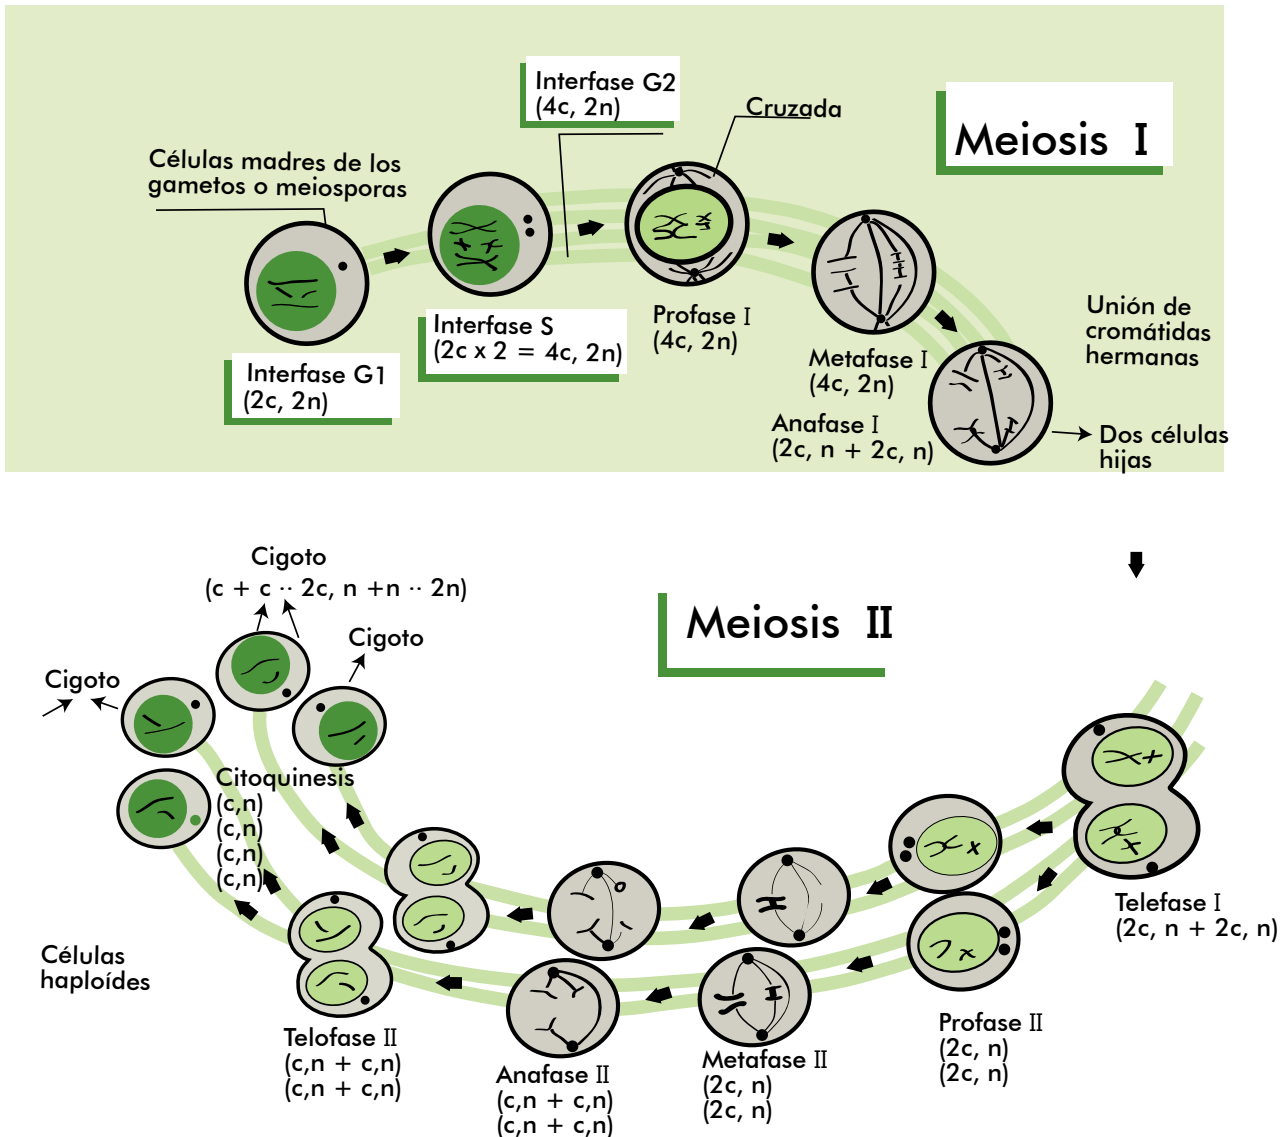 Meiosis I
Células madres de los
gametos o meiosporas
Interfase G1
(2c, 2n)
Interfase S
(2c x 2 = 4c, 2n)
Interfase G2
(4c, 2n)
Cruzada
Profase I
(4c, 2n)
Metafase I
(4c, 2n)
Anafase I
(2c, n + 2c, n)
Unión de
cromátidas
hermanas
Dos células
hijas
Meiosis II
Telefase I
(2c, n + 2c, n)
Profase II
(2c, n)
(2c, n)
Metafase II
(2c, n)
(2c, n)
Anafase II
(c,n + c,n)
(c,n + c,n)
Telofase II
(c,n + c,n)
(c,n + c,n)
Citoquinesis
(c,n)
(c,n)
(c,n)
(c,n)
Células
haploídes
Cigoto
Cigoto
(c + c ·· 2c, n +n ·· 2n)
Cigoto